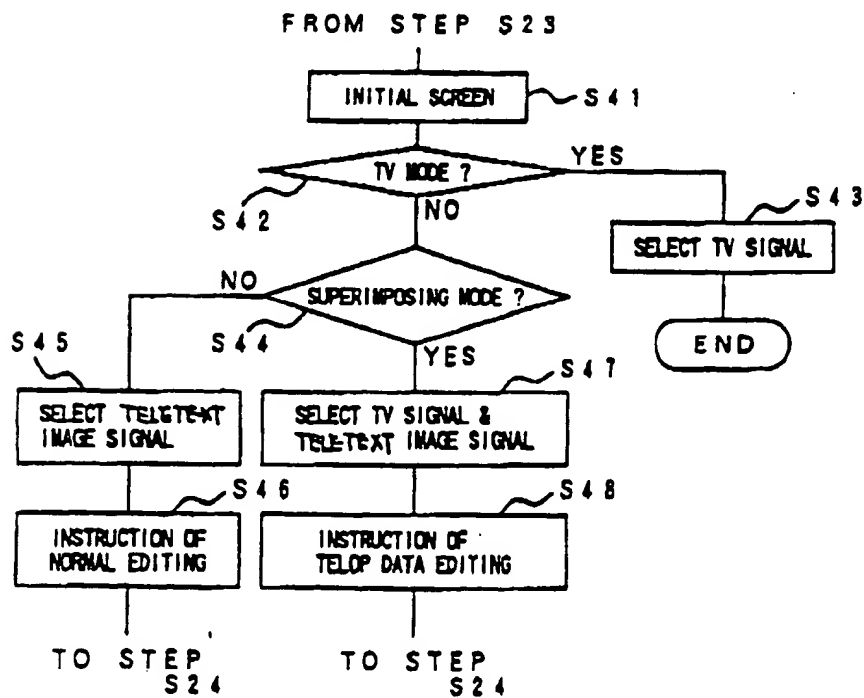 FROM STEP S23
INITIAL SCREEN
S41
TV MODE ?
YES
S42
NO
S43
SELECT TV SIGNAL
END
NO
SUPERIMPOSING MODE ?
S44
YES
S45
SELECT TELETEXT
IMAGE SIGNAL
S47
SELECT TV SIGNAL &
TELETEXT IMAGE SIGNAL
S46
INSTRUCTION OF
NORMAL EDITING
S48
INSTRUCTION OF
TELOP DATA EDITING
TO STEP
S24
TO STEP
S24